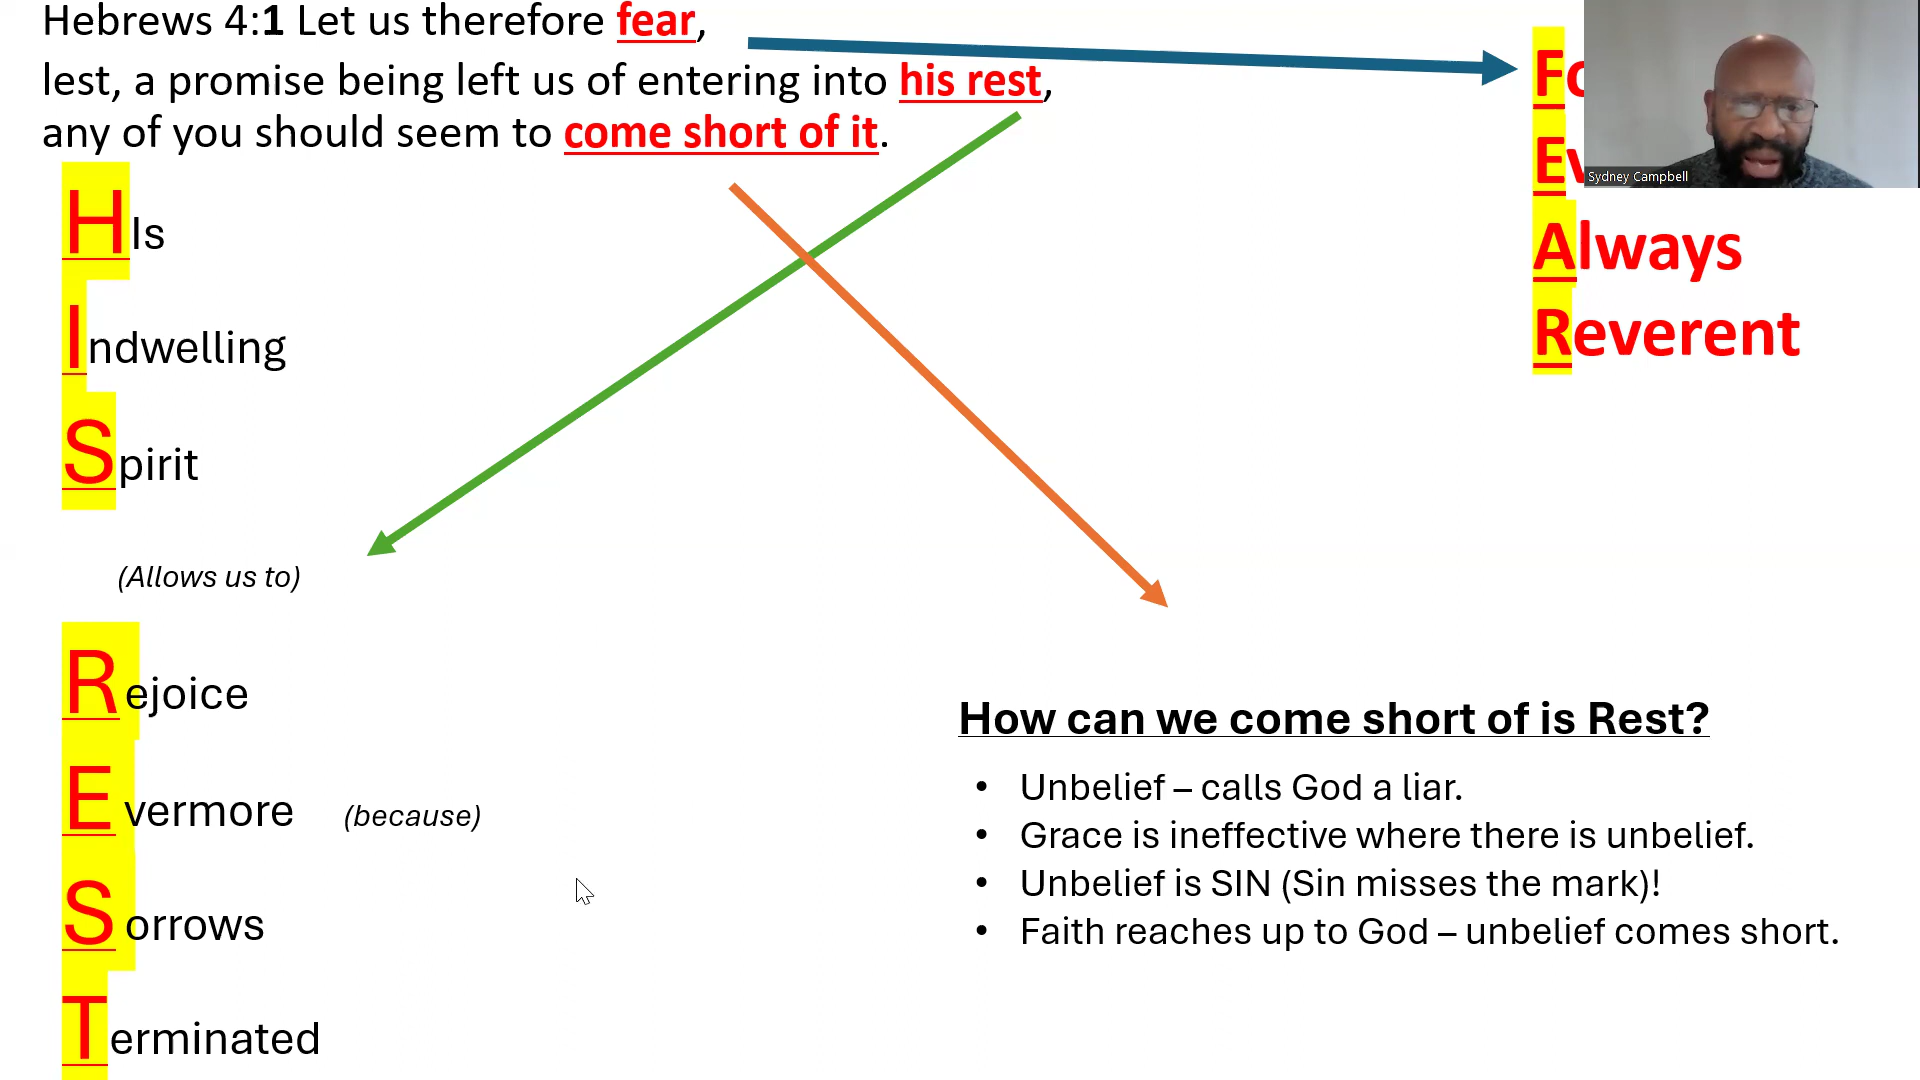 Hebrews 4:1 Let us therefore fear,
lest, a promise being left us of entering into his rest,
any of you should seem to come short of it.
HIs
Indwelling
Spirit
(Allows us to)
Rejoice
Evermore (because)
Sorrows
Terminated
Always
Reverent
Sydney Campbell
How can we come short of is Rest?
• Unbelief – calls God a liar.
• Grace is ineffective where there is unbelief.
• Unbelief is SIN (Sin misses the mark)!
• Faith reaches up to God – unbelief comes short.